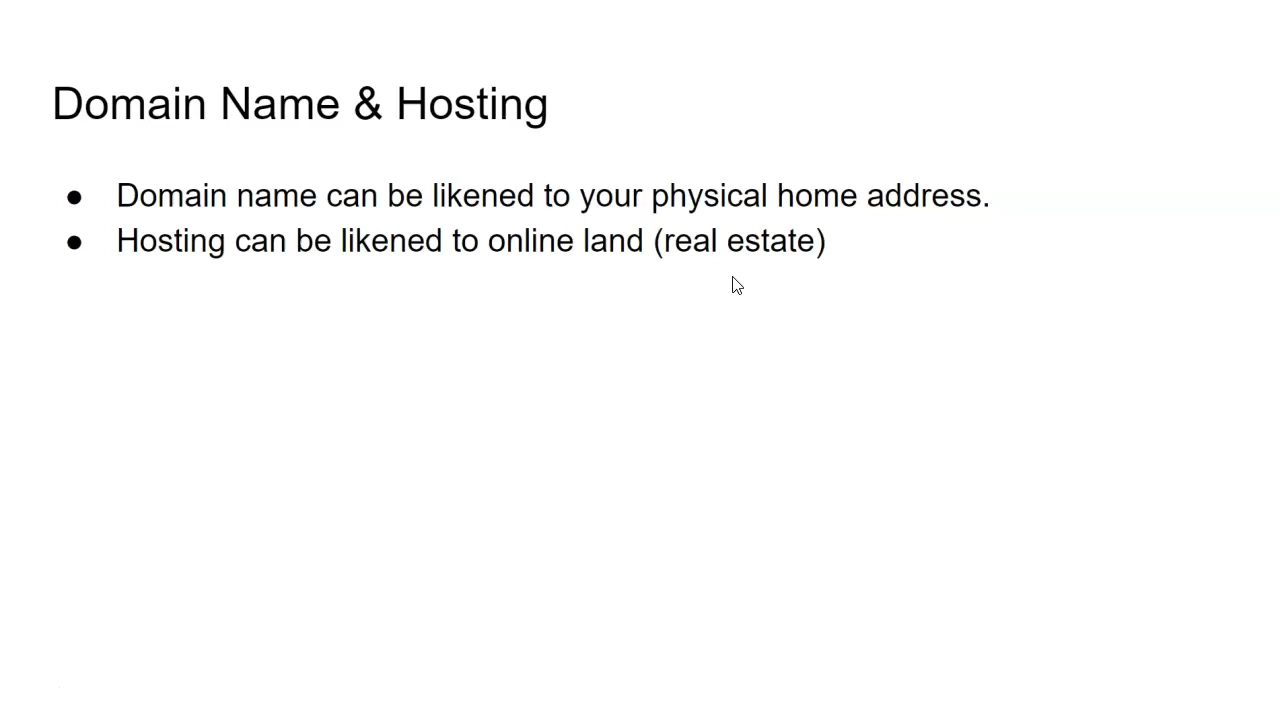 Domain Name & Hosting
● Domain name can be likened to your physical home address.
● Hosting can be likened to online land (real estate)